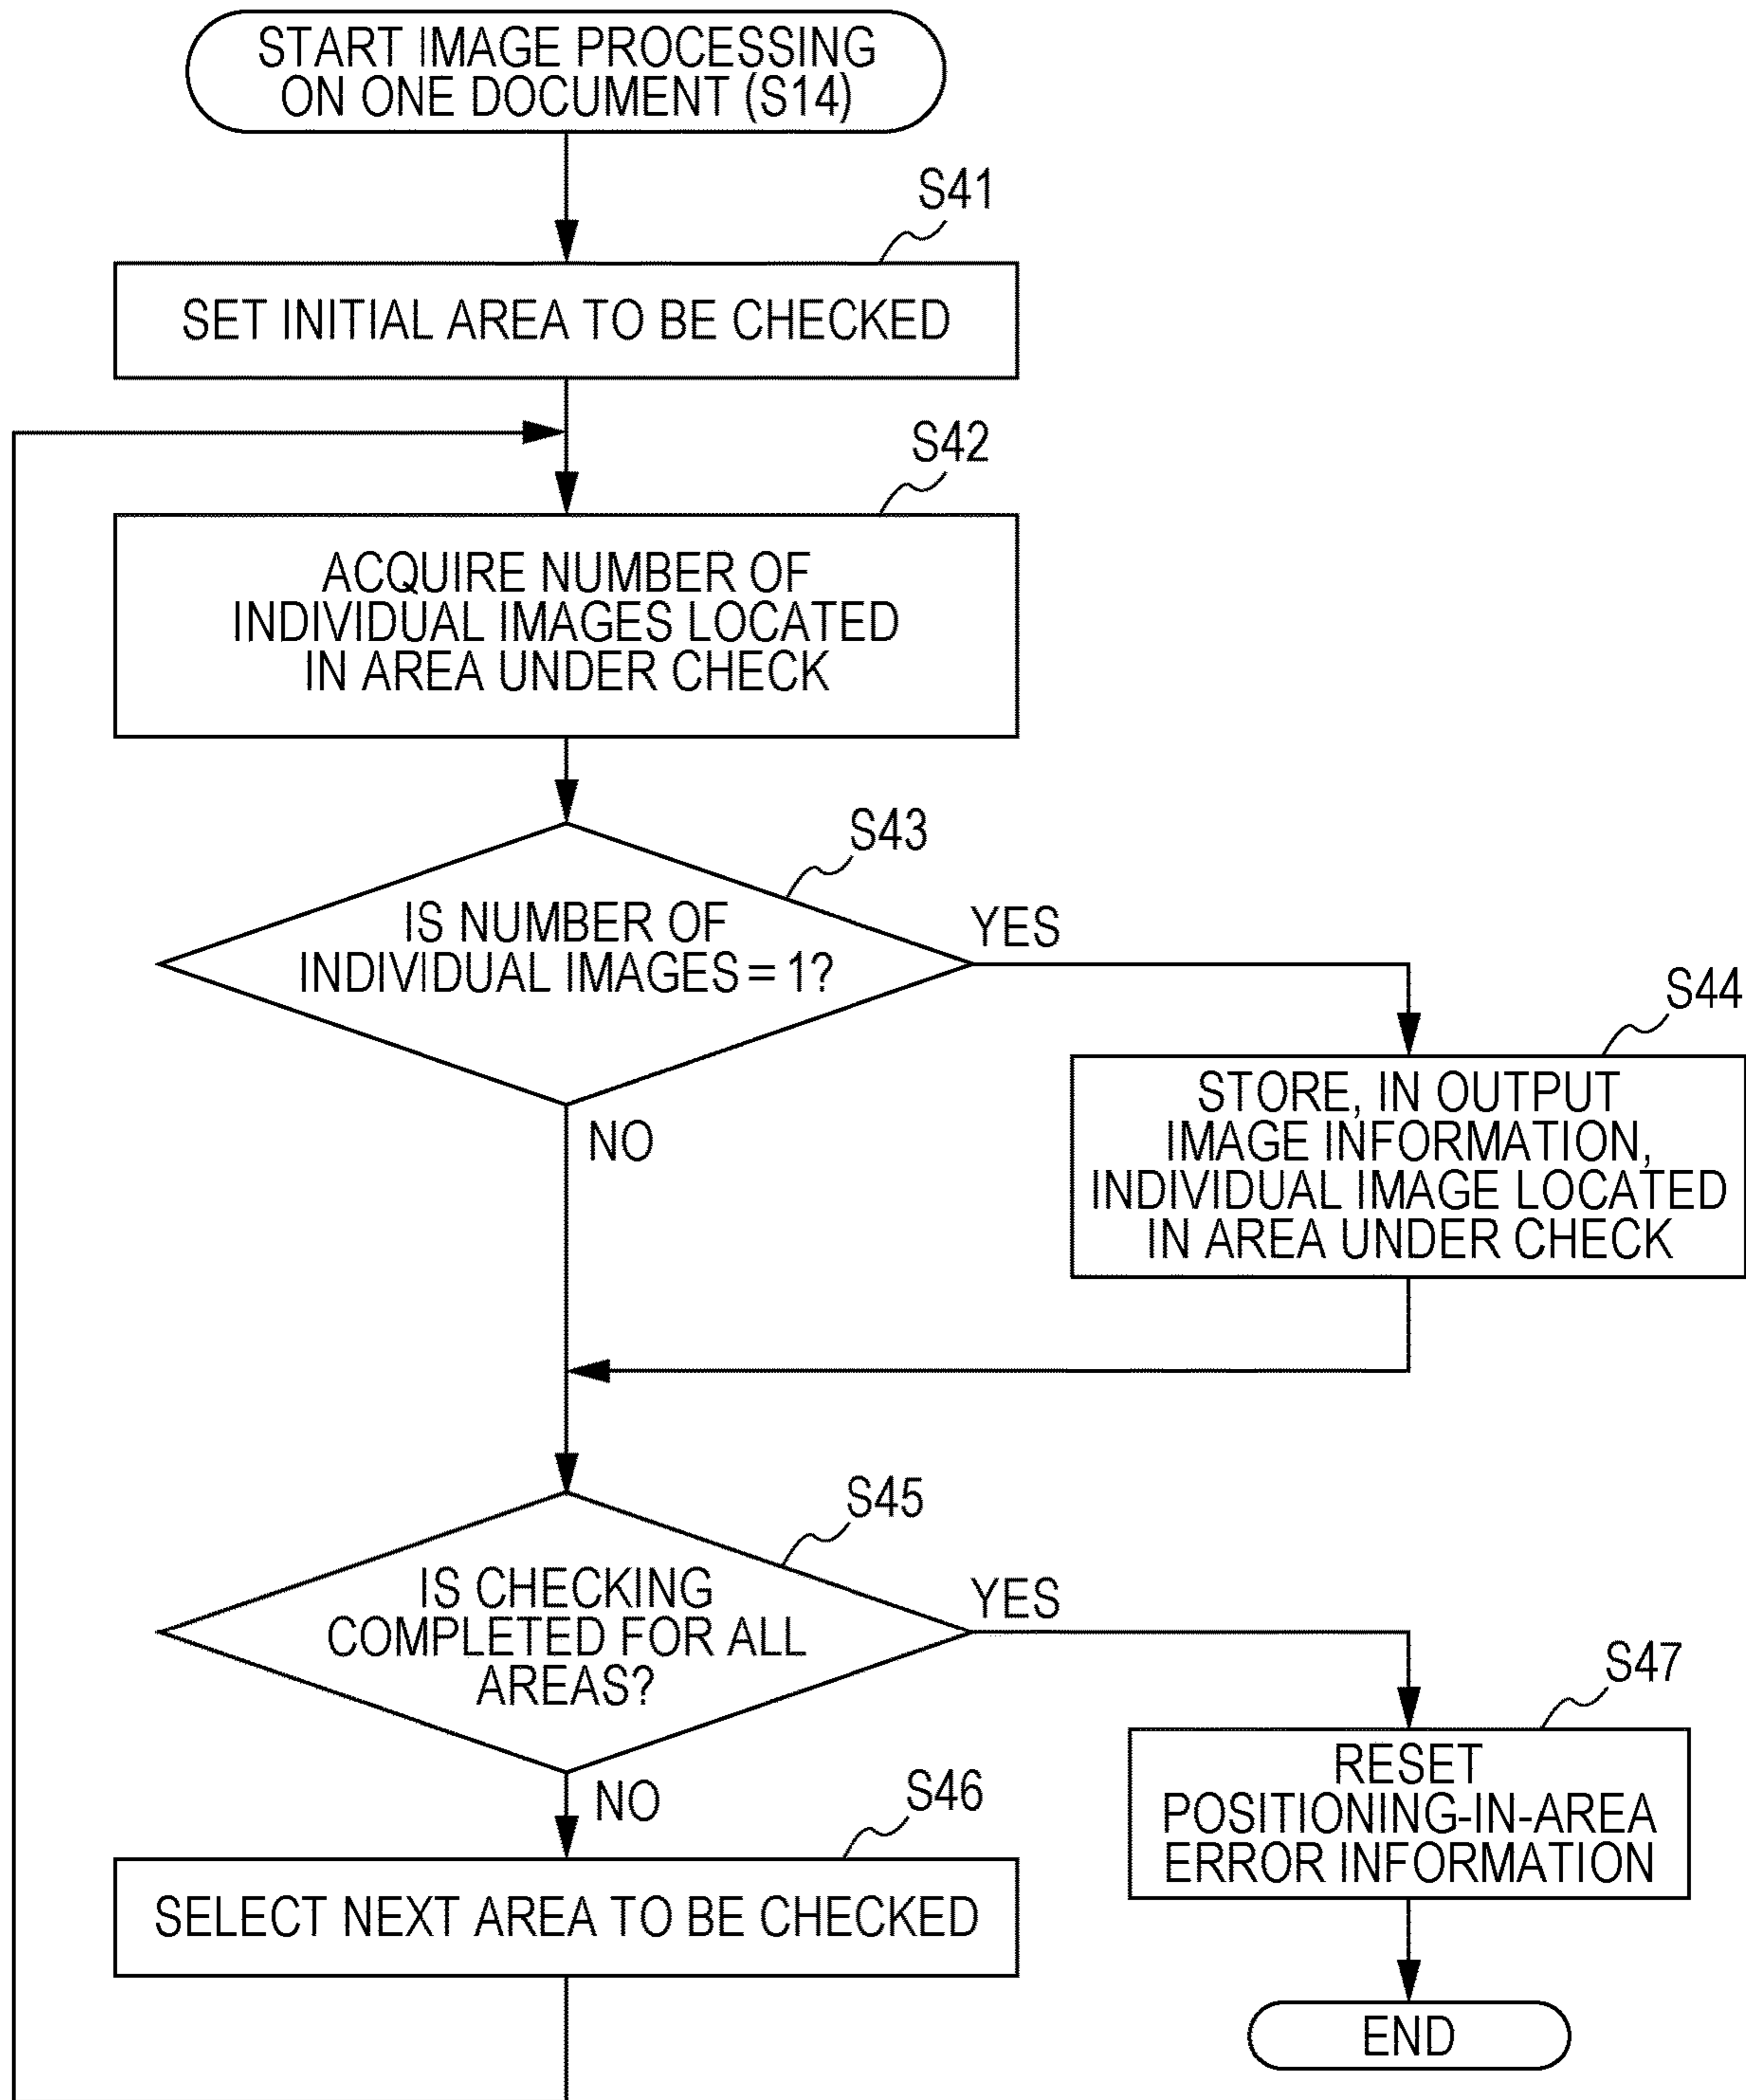 START IMAGE PROCESSING
ON ONE DOCUMENT (S14)
S41
SET INITIAL AREA TO BE CHECKED
S42
ACQUIRE NUMBER OF
INDIVIDUAL IMAGES LOCATED
IN AREA UNDER CHECK
S43
IS NUMBER OF
INDIVIDUAL IMAGES = 1?
YES
NO
S44
STORE, IN OUTPUT
IMAGE INFORMATION,
INDIVIDUAL IMAGE LOCATED
IN AREA UNDER CHECK
S45
IS CHECKING
COMPLETED FOR ALL
AREAS?
YES
NO
S46
SELECT NEXT AREA TO BE CHECKED
S47
RESET
POSITIONING-IN-AREA
ERROR INFORMATION
END